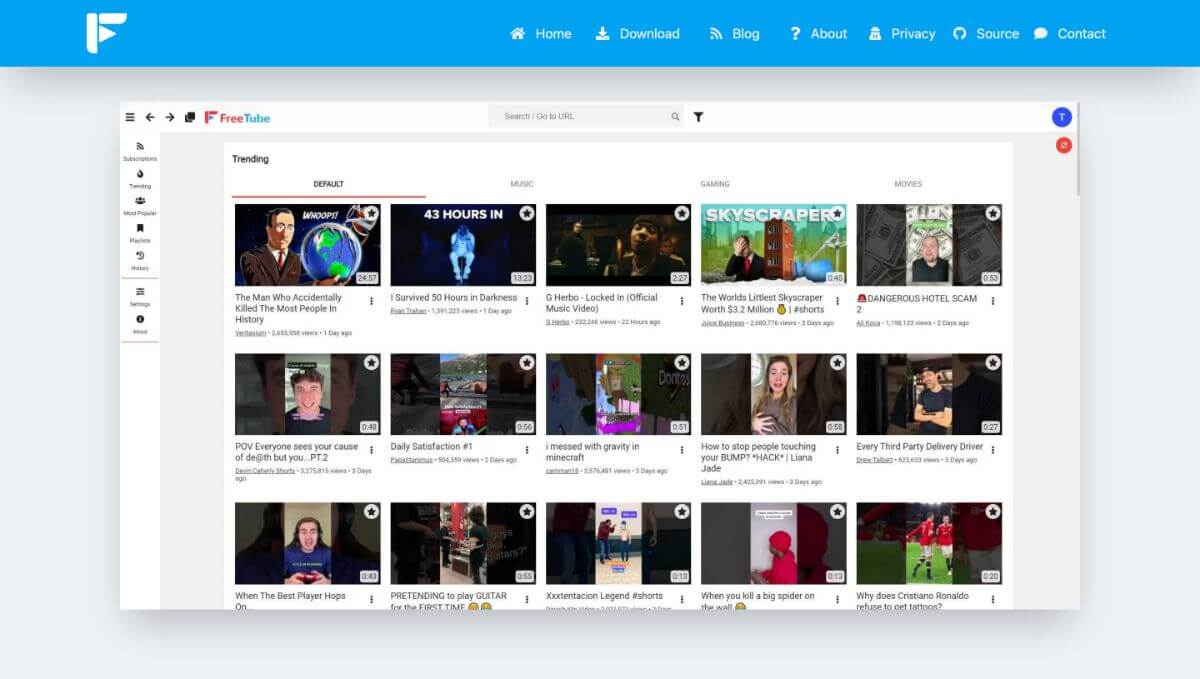 Home Download Blog About Privacy Source Contact
FreeTube Search / Go to URL T
Subscriptions
Trending
Most Popular
Playlists
History
Settings
About
Trending
DEFAULT MUSIC GAMING MOVIES
WHOOPS!
24:57
The Man Who Accidentally
Killed The Most People In
History
Veritasium • 2,655,958 views • 1 Day ago
43 HOURS IN
13:23
I Survived 50 Hours in Darkness
Ryan Trahan • 1,391,223 views • 1 Day ago
2:27
G Herbo - Locked In (Official
Music Video)
G Herbo • 232,246 views • 22 Hours ago
SKYSCRAPER
0:45
The Worlds Littlest Skyscraper
Worth $3.2 Million 💰 | #shorts
Juice Business • 2,680,776 views • 3 Days ago
0:53
🚨DANGEROUS HOTEL SCAM
2
Ali Koca • 1,198,123 views • 2 Days ago
0:48
POV Everyone sees your cause
of de@th but you...PT.2
Devin Caherly Shorts • 3,275,815 views • 3 Days
ago
0:56
Daily Satisfaction #1
PapaStanimus • 504,359 views • 2 Days ago
Doritos
0:51
i messed with gravity in
minecraft
camman18 • 3,576,481 views • 3 Days ago
0:58
How to stop people touching
your BUMP? *HACK* | Liana
Jade
Liana Jade • 2,425,391 views • 3 Days ago
0:27
Every Third Party Delivery Driver
Drew Talbert • 623,633 views • 3 Days ago
0:43
When The Best Player Hops
On...
guys
like
guitars?"
0:55
PRETENDING to play GUITAR
for the FIRST TIME
0:13
Xxxtentacion Legend #shorts
0:13
When you kill a big spider on
the wall
0:20
Why does Cristiano Ronaldo
refuse to get tattoos?